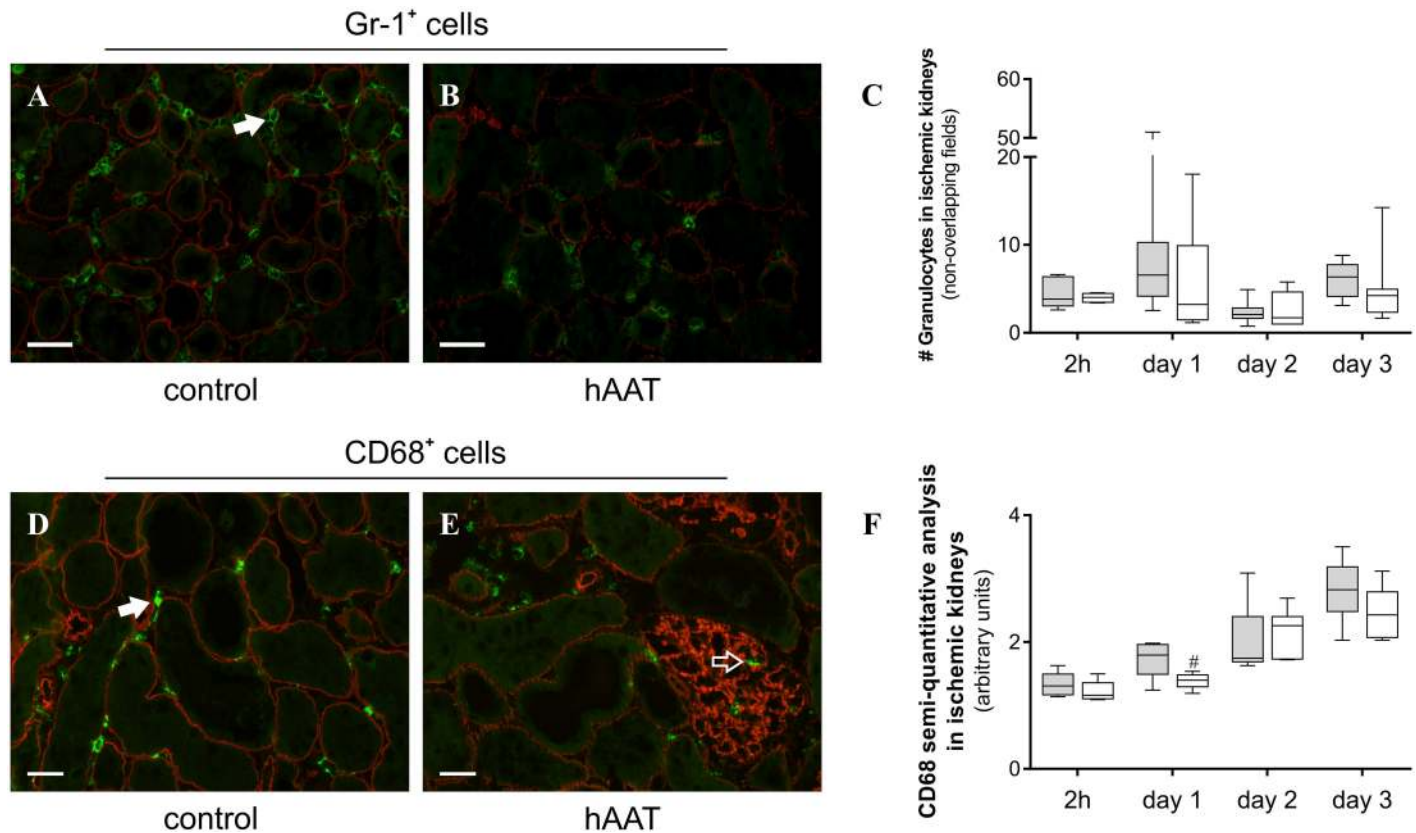 Gr-1⁺ cells
A
B
control
hAAT
C
# Granulocytes in ischemic kidneys
(non-overlapping fields)
60
50
20
10
0
2h day 1 day 2 day 3
CD68⁺ cells
D
E
control
hAAT
F
CD68 semi-quantitative analysis
in ischemic kidneys
(arbitrary units)
4
2
0
#
2h day 1 day 2 day 3